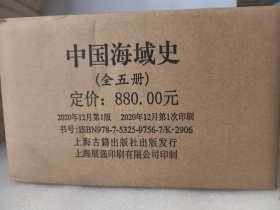 中国海域史
(全五册)
定价：880.00元
2020年12月第1版 2020年12月第1次印刷
书号:ISBN978-7-5325-9756-7/K·2906
上海古籍出版社出版发行
上海展强印刷有限公司印制